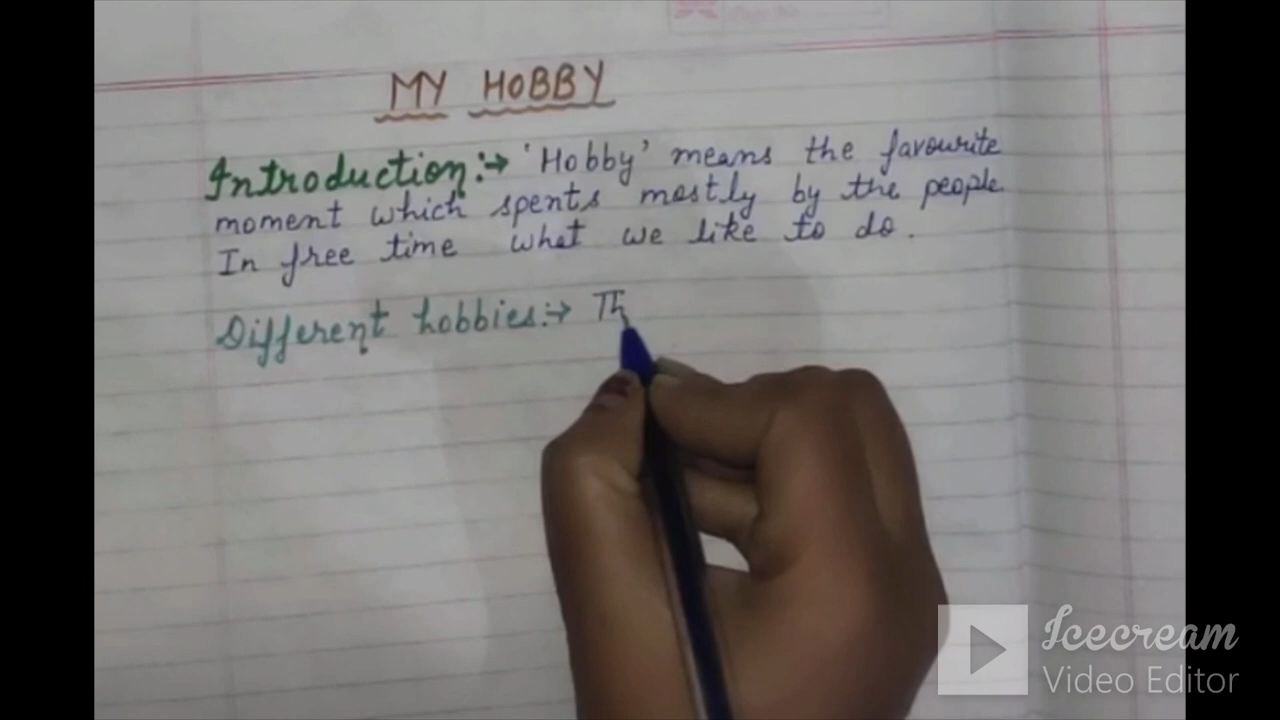 MY HOBBY
Introduction:→ 'Hobby' means the favourite
moment which spents mostly by the people
In free time what we like to do.
Different hobbies:→ Th
Icecream
Video Editor